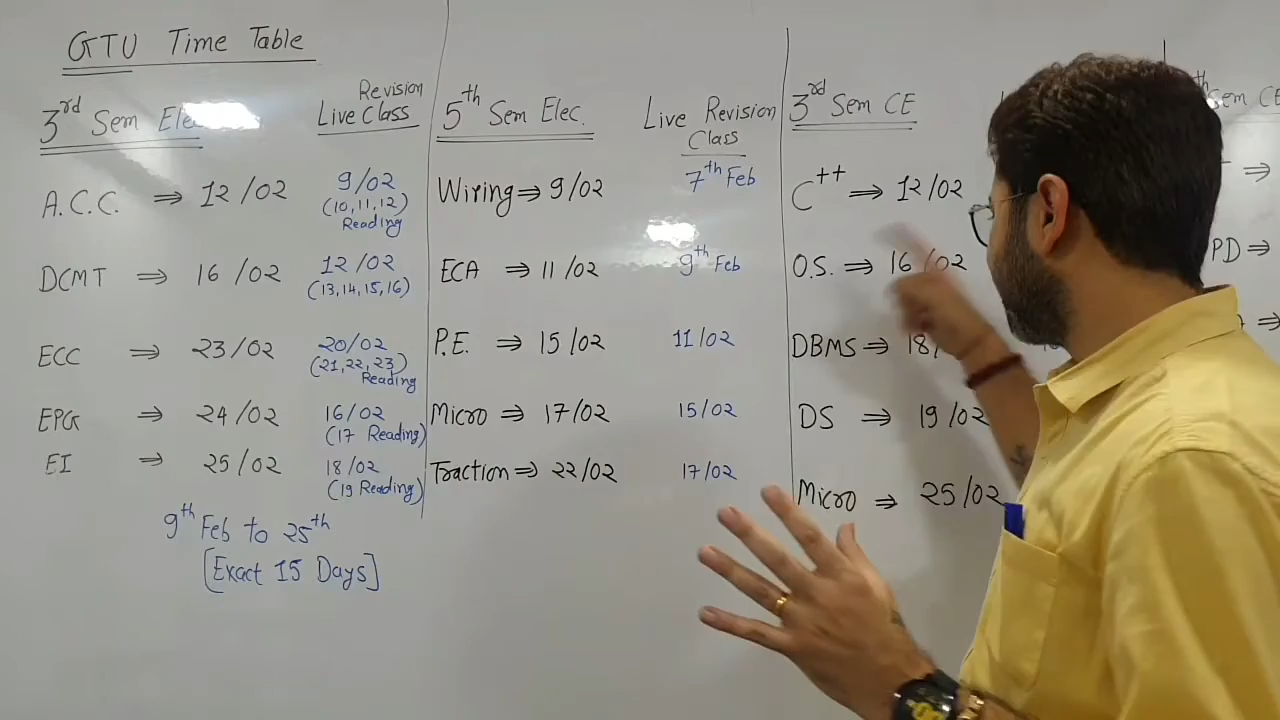 GTU Time Table
3rd Sem Elec
Revision
Live Class
A.C.C. ⇒ 12/02
9/02
(10,11,12)
Reading
DCMT ⇒ 16/02
12/02
(13,14,15,16)
ECC ⇒ 23/02
20/02
(21,22,23)
Reading
EPG ⇒ 24/02
16/02
(17 Reading)
EI ⇒ 25/02
18/02
(19 Reading)
9th Feb to 25th
[Exact 15 Days]
5th Sem Elec.
Live Revision
Class
Wiring ⇒ 9/02
7th Feb
ECA ⇒ 11/02
9th Feb
P.E. ⇒ 15/02
11/02
Micro ⇒ 17/02
15/02
Traction ⇒ 22/02
17/02
3rd Sem CE
C++ ⇒ 12/02
O.S. ⇒ 16/02
DBMS ⇒ 18/
DS ⇒ 19/02
Micro ⇒ 25/02
Sem CE
⇒
PD ⇒